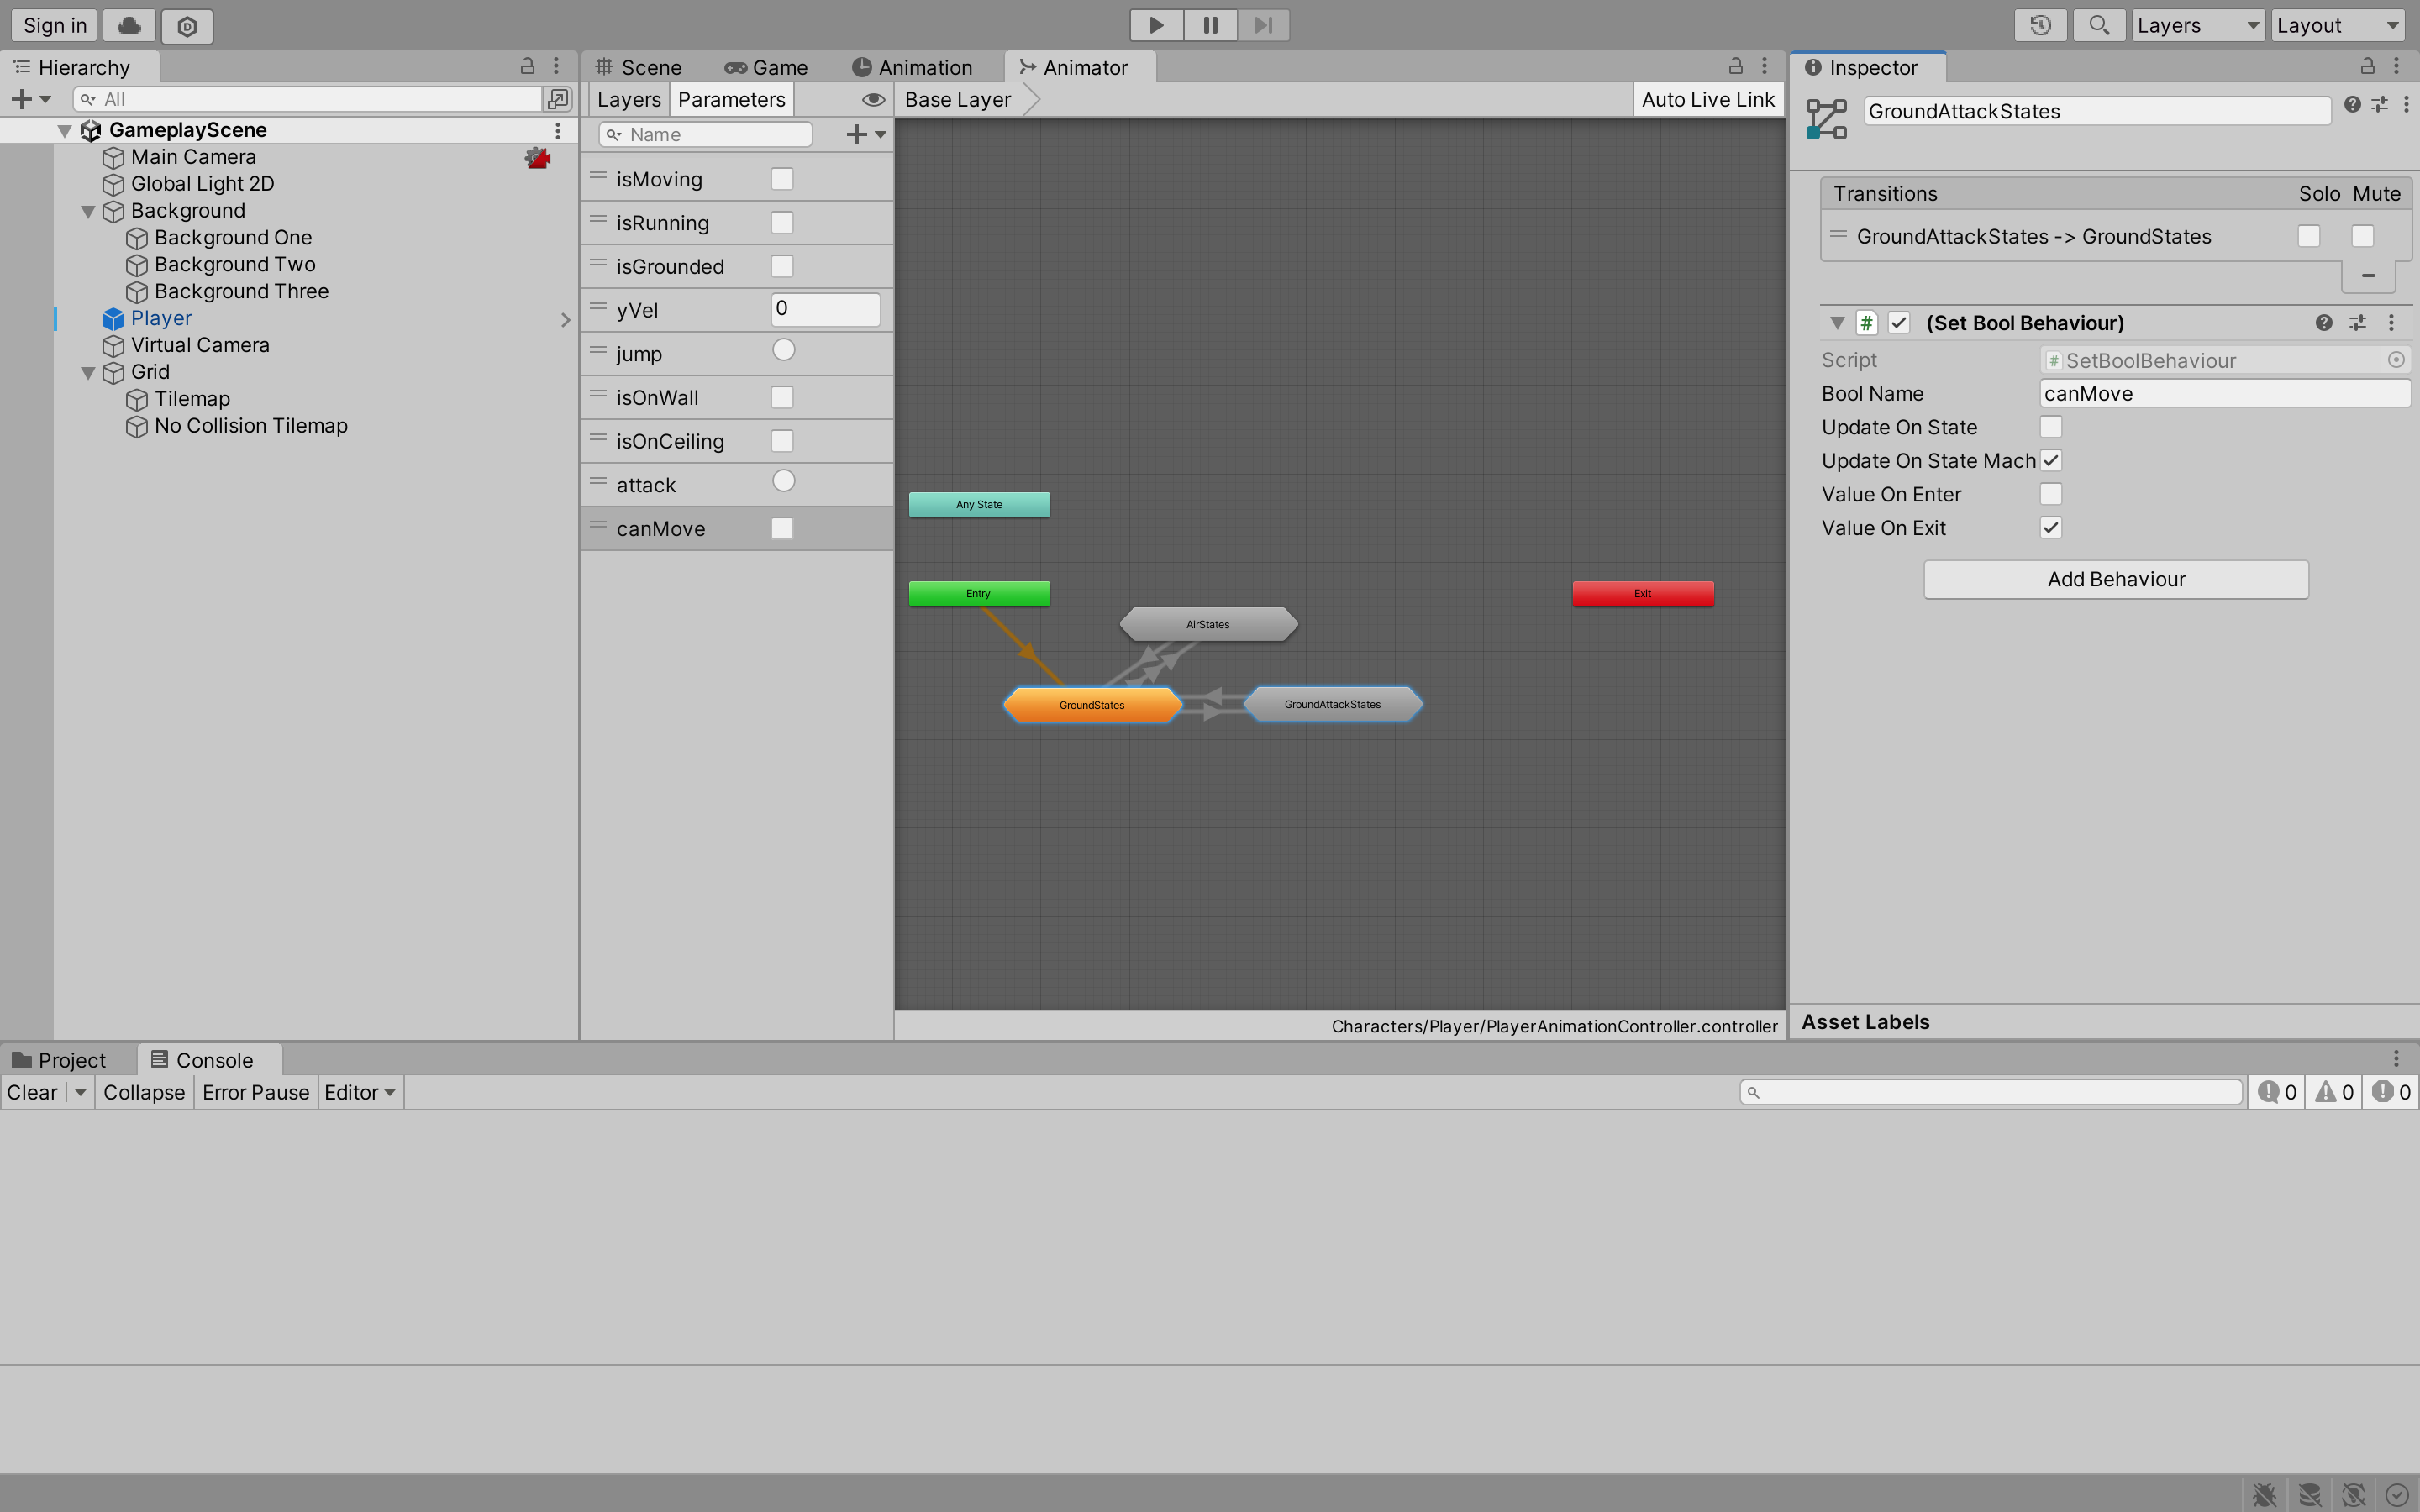 Sign in
Layers
Layout
Hierarchy
All
GameplayScene
Main Camera
Global Light 2D
Background
Background One
Background Two
Background Three
Player
Virtual Camera
Grid
Tilemap
No Collision Tilemap
Scene
Game
Animation
Animator
Layers
Parameters
Base Layer
Auto Live Link
Name
isMoving
isRunning
isGrounded
yVel
0
jump
isOnWall
isOnCeiling
attack
canMove
Any State
Entry
Exit
AirStates
GroundStates
GroundAttackStates
Characters/Player/PlayerAnimationController.controller
Inspector
GroundAttackStates
Transitions
Solo
Mute
GroundAttackStates -> GroundStates
(Set Bool Behaviour)
Script
# SetBoolBehaviour
Bool Name
canMove
Update On State
Update On State Mach
Value On Enter
Value On Exit
Add Behaviour
Asset Labels
Project
Console
Clear
Collapse
Error Pause
Editor
0
0
0